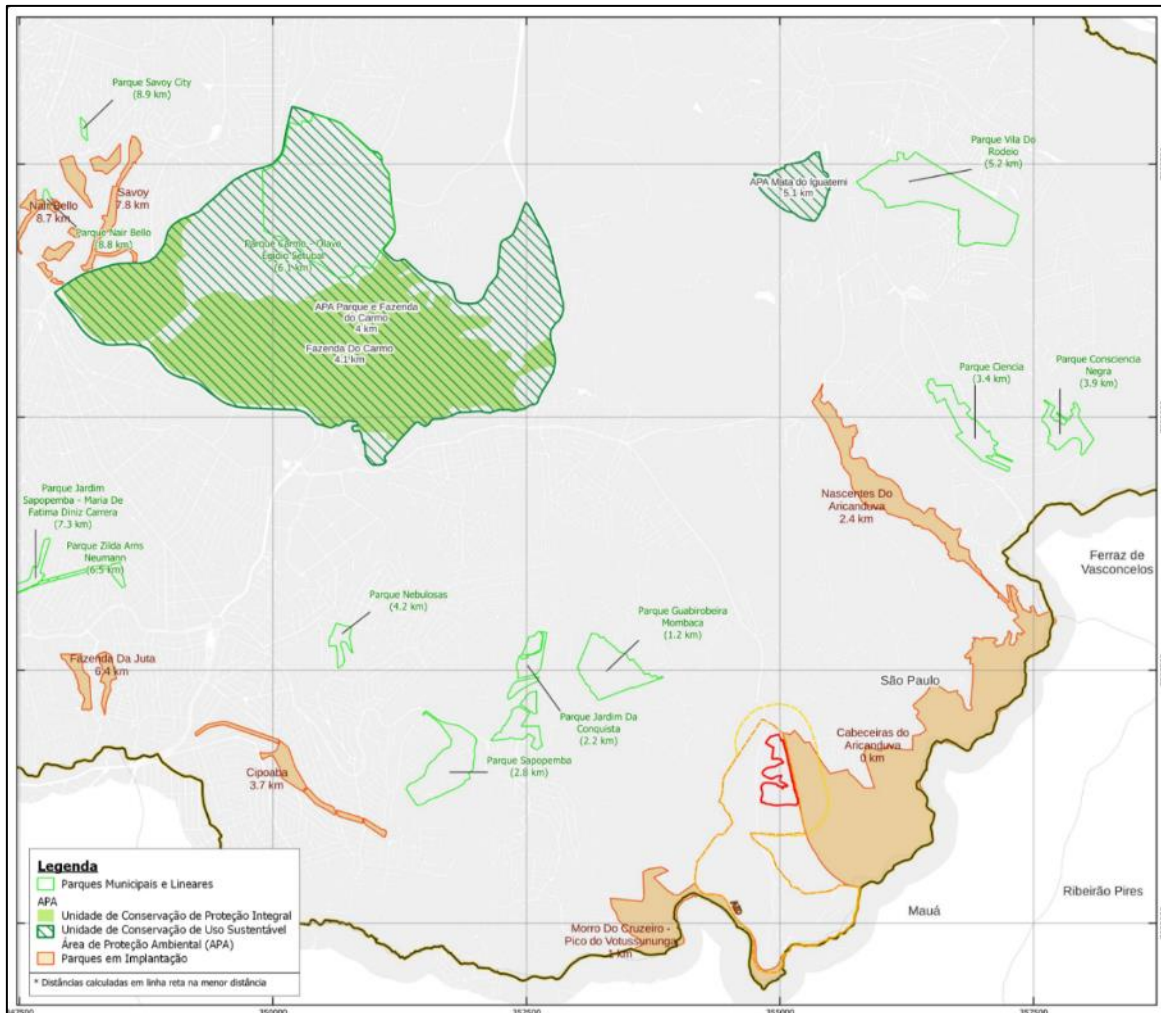 Parque Savoy City
(8.9 km)
Savoy
7.8 km
Nair Bello
8.7 km
Parque Nair Bello
(8.8 km)
Parque Carmo - Olavo
Egidio Setubal
(6.1 km)
APA Parque e Fazenda
do Carmo
4 km
Fazenda Do Carmo
4.1 km
APA Mata do Iguatemi
5.1 km
Parque Vila Do
Rodeio
(5.2 km)
Parque Ciencia
(3.4 km)
Parque Consciencia
Negra
(3.9 km)
Nascentes Do
Aricanduva
2.4 km
Ferraz de
Vasconcelos
Parque Jardim
Sapopemba - Maria De
Fatima Diniz Carrera
(7.3 km)
Parque Zilda Arns
Neumann
(6.5 km)
Parque Nebulosas
(4.2 km)
Parque Guabirobeira
Mombaca
(1.2 km)
Fazenda Da Juta
6.4 km
São Paulo
Parque Jardim Da
Conquista
(2.2 km)
Cabeceiras do
Aricanduva
0 km
Parque Sapopemba
(2.8 km)
Cipoaba
3.7 km
Ribeirão Pires
Mauá
Morro Do Cruzeiro -
Pico do Votussununga
1 km
Legenda
Parques Municipais e Lineares
APA
Unidade de Conservação de Proteção Integral
Unidade de Conservação de Uso Sustentável
Área de Proteção Ambiental (APA)
Parques em Implantação
* Distâncias calculadas em linha reta na menor distância